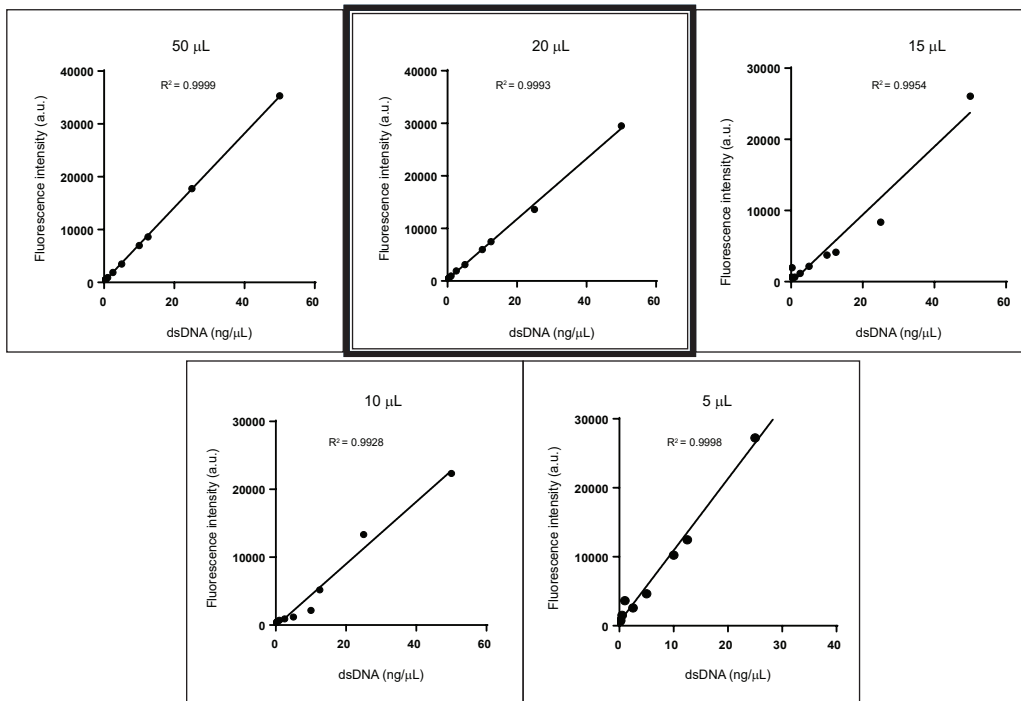 50 μL
R² = 0.9999
Fluorescence intensity (a.u.)
40000
30000
20000
10000
0
0 20 40 60
dsDNA (ng/μL)
20 μL
R² = 0.9993
Fluorescence intensity (a.u.)
40000
30000
20000
10000
0
0 20 40 60
dsDNA (ng/μL)
15 μL
R² = 0.9954
Fluorescence intensity (a.u.)
30000
20000
10000
0
0 20 40 60
dsDNA (ng/μL)
10 μL
R² = 0.9928
Fluorescence intensity (a.u.)
30000
20000
10000
0
0 20 40 60
dsDNA (ng/μL)
5 μL
R² = 0.9998
Fluorescence intensity (a.u.)
30000
20000
10000
0
0 10 20 30 40
dsDNA (ng/μL)